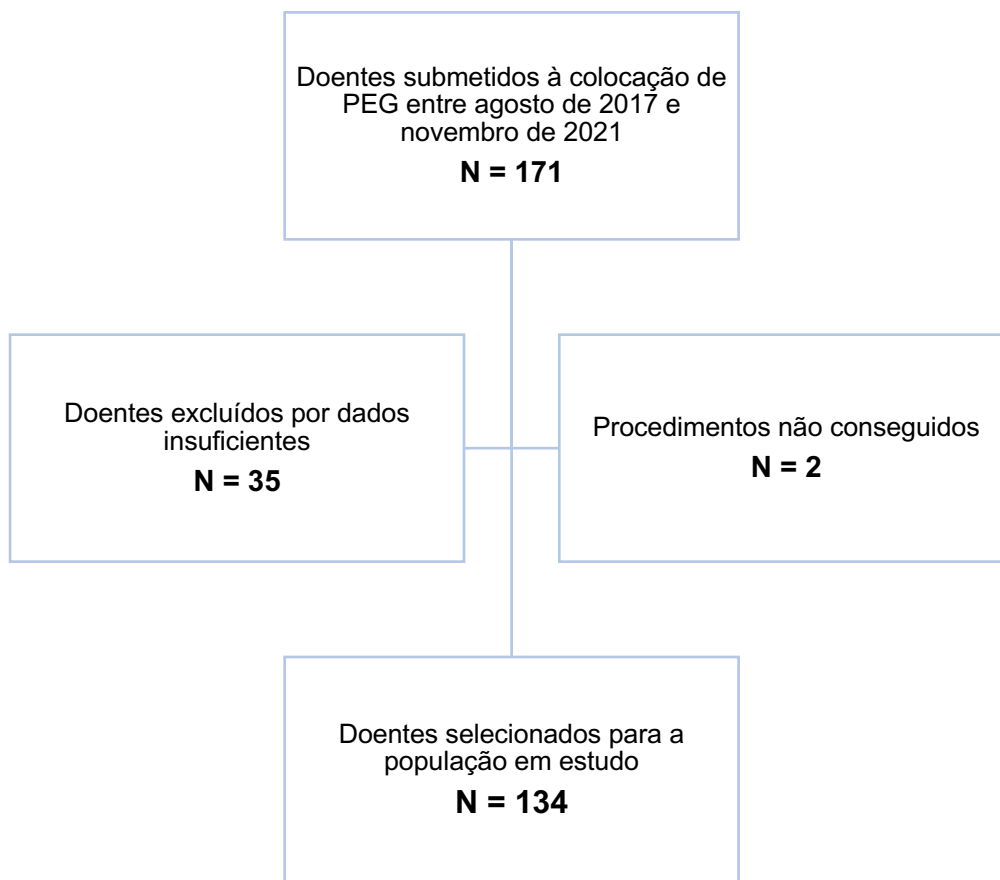 Doentes submetidos à colocação de
PEG entre agosto de 2017 e
novembro de 2021
N = 171
Doentes excluídos por dados
insuficientes
N = 35
Procedimentos não conseguidos
N = 2
Doentes selecionados para a
população em estudo
N = 134